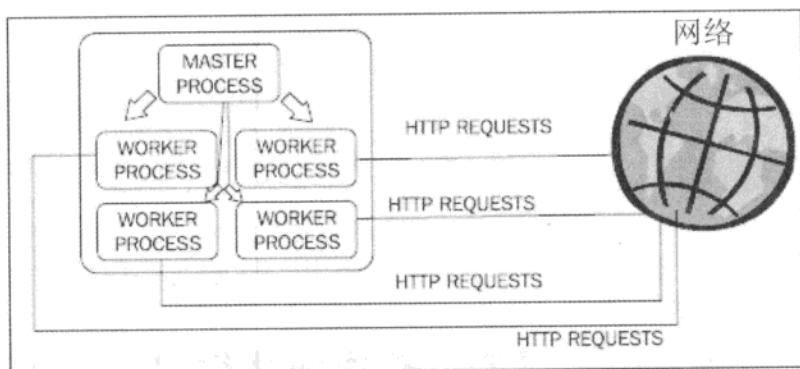 网络
MASTER
PROCESS
HTTP REQUESTS
WORKER
PROCESS
WORKER
PROCESS
HTTP REQUESTS
WORKER
PROCESS
WORKER
PROCESS
HTTP REQUESTS
HTTP REQUESTS